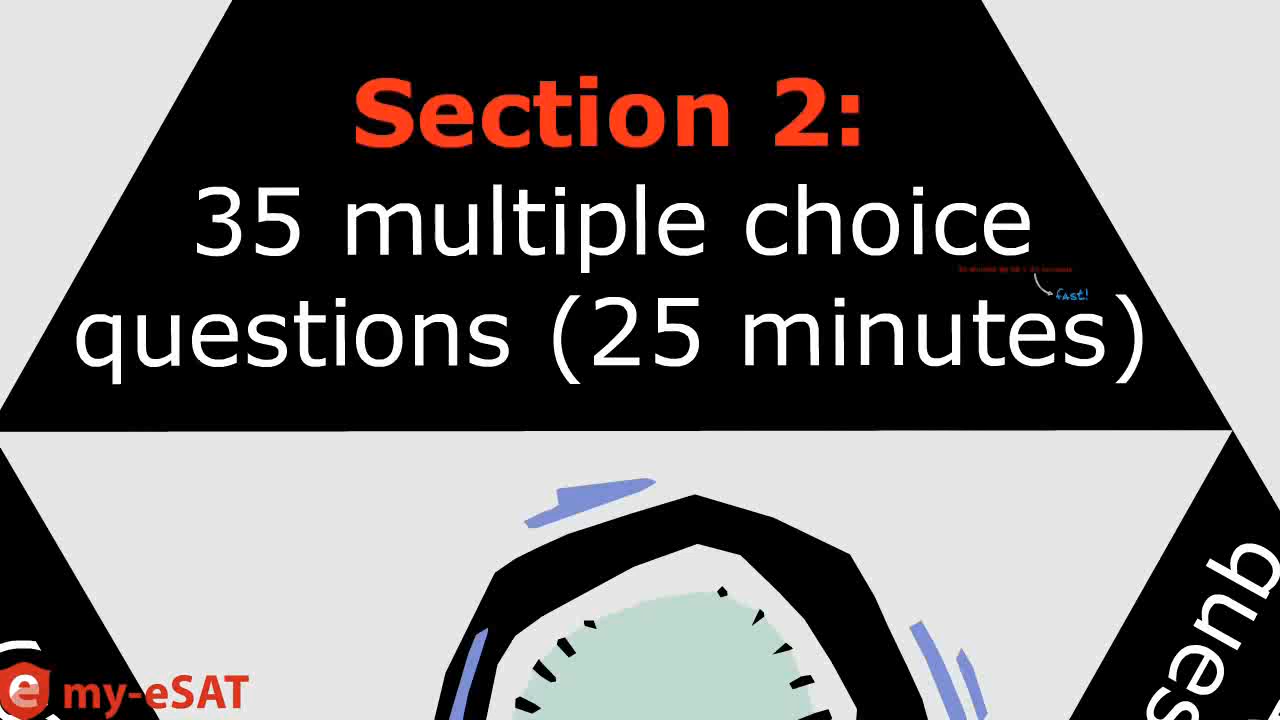 Section 2:
35 multiple choice
fast!
questions (25 minutes)
ques
my-eSAT